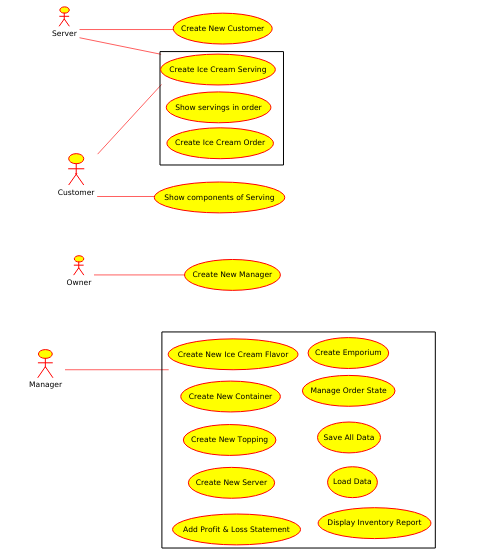 Server
Create New Customer
Create Ice Cream Serving
Show servings in order
Create Ice Cream Order
Customer
Show components of Serving
Owner
Create New Manager
Manager
Create New Ice Cream Flavor
Create Emporium
Create New Container
Manage Order State
Create New Topping
Save All Data
Create New Server
Load Data
Add Profit & Loss Statement
Display Inventory Report